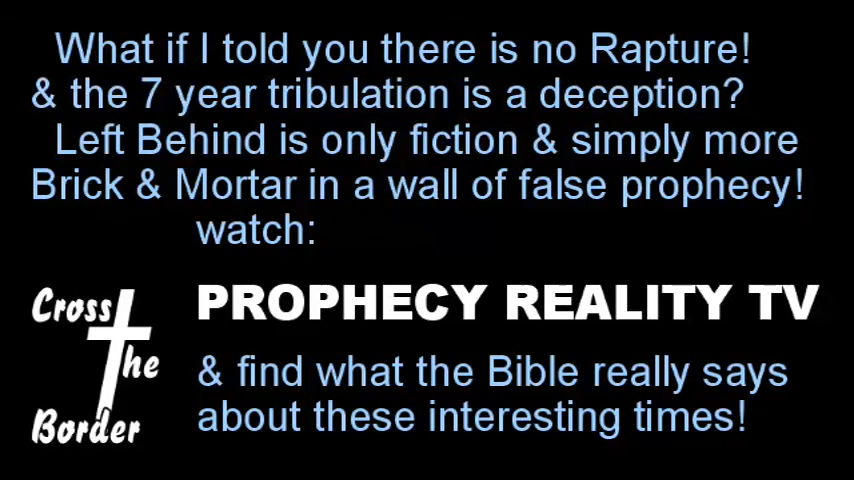 What if I told you there is no Rapture!
& the 7 year tribulation is a deception?
Left Behind is only fiction & simply more
Brick & Mortar in a wall of false prophecy!
watch:
PROPHECY REALITY TV
& find what the Bible really says
about these interesting times!
Cross
The
Border